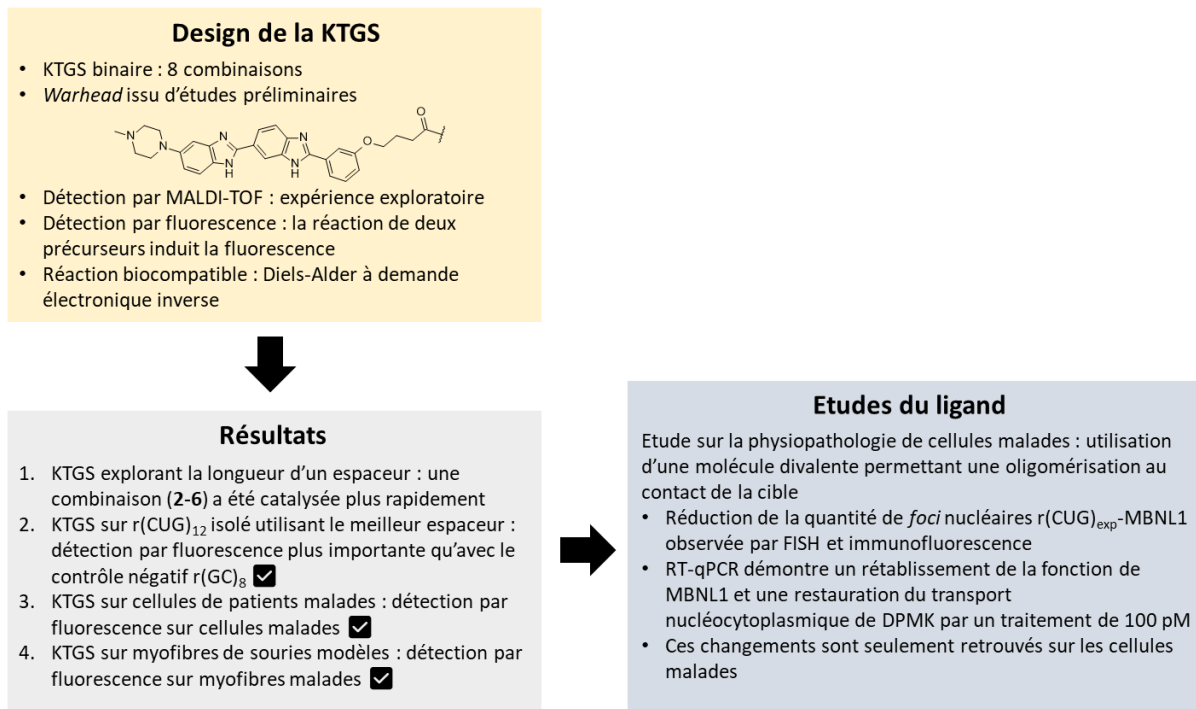 Design de la KTGS
• KTGS binaire : 8 combinaisons
• Warhead issu d’études préliminaires
O
N
N
N
N
H
N
N
H
O
• Détection par MALDI-TOF : expérience exploratoire
• Détection par fluorescence : la réaction de deux
précurseurs induit la fluorescence
• Réaction biocompatible : Diels-Alder à demande
électronique inverse
Résultats
1. KTGS explorant la longueur d’un espaceur : une
combinaison (2-6) a été catalysée plus rapidement
2. KTGS sur r(CUG)12 isolé utilisant le meilleur espaceur :
détection par fluorescence plus importante qu’avec le
contrôle négatif r(GC)8
3. KTGS sur cellules de patients malades : détection par
fluorescence sur cellules malades
4. KTGS sur myofibres de souries modèles : détection par
fluorescence sur myofibres malades
Etudes du ligand
Etude sur la physiopathologie de cellules malades : utilisation
d’une molécule divalente permettant une oligomérisation au
contact de la cible
• Réduction de la quantité de foci nucléaires r(CUG)exp-MBNL1
observée par FISH et immunofluorescence
• RT-qPCR démontre un rétablissement de la fonction de
MBNL1 et une restauration du transport
nucléocytoplasmique de DPMK par un traitement de 100 pM
• Ces changements sont seulement retrouvés sur les cellules
malades